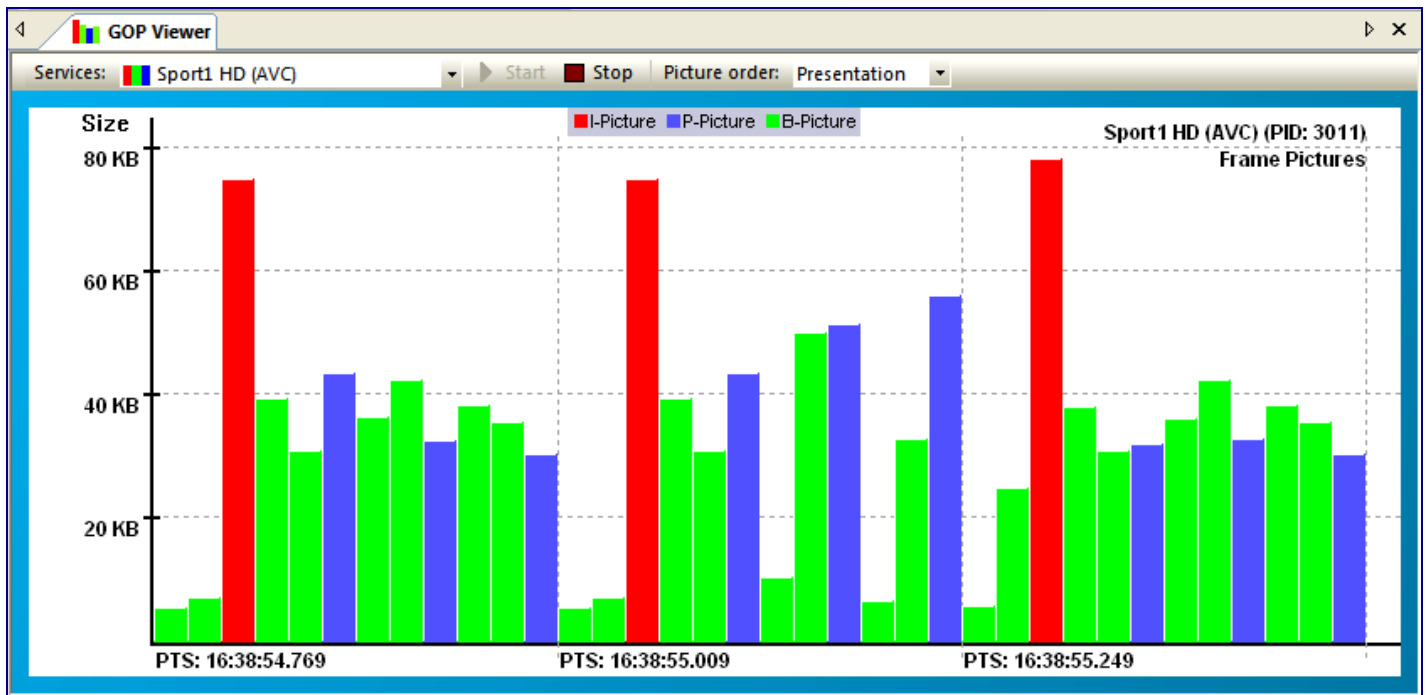 GOP Viewer
Services: Sport1 HD (AVC) Start Stop Picture order: Presentation
Size
I-Picture P-Picture B-Picture
Sport1 HD (AVC) (PID: 3011)
Frame Pictures
80 KB
60 KB
40 KB
20 KB
PTS: 16:38:54.769 PTS: 16:38:55.009 PTS: 16:38:55.249